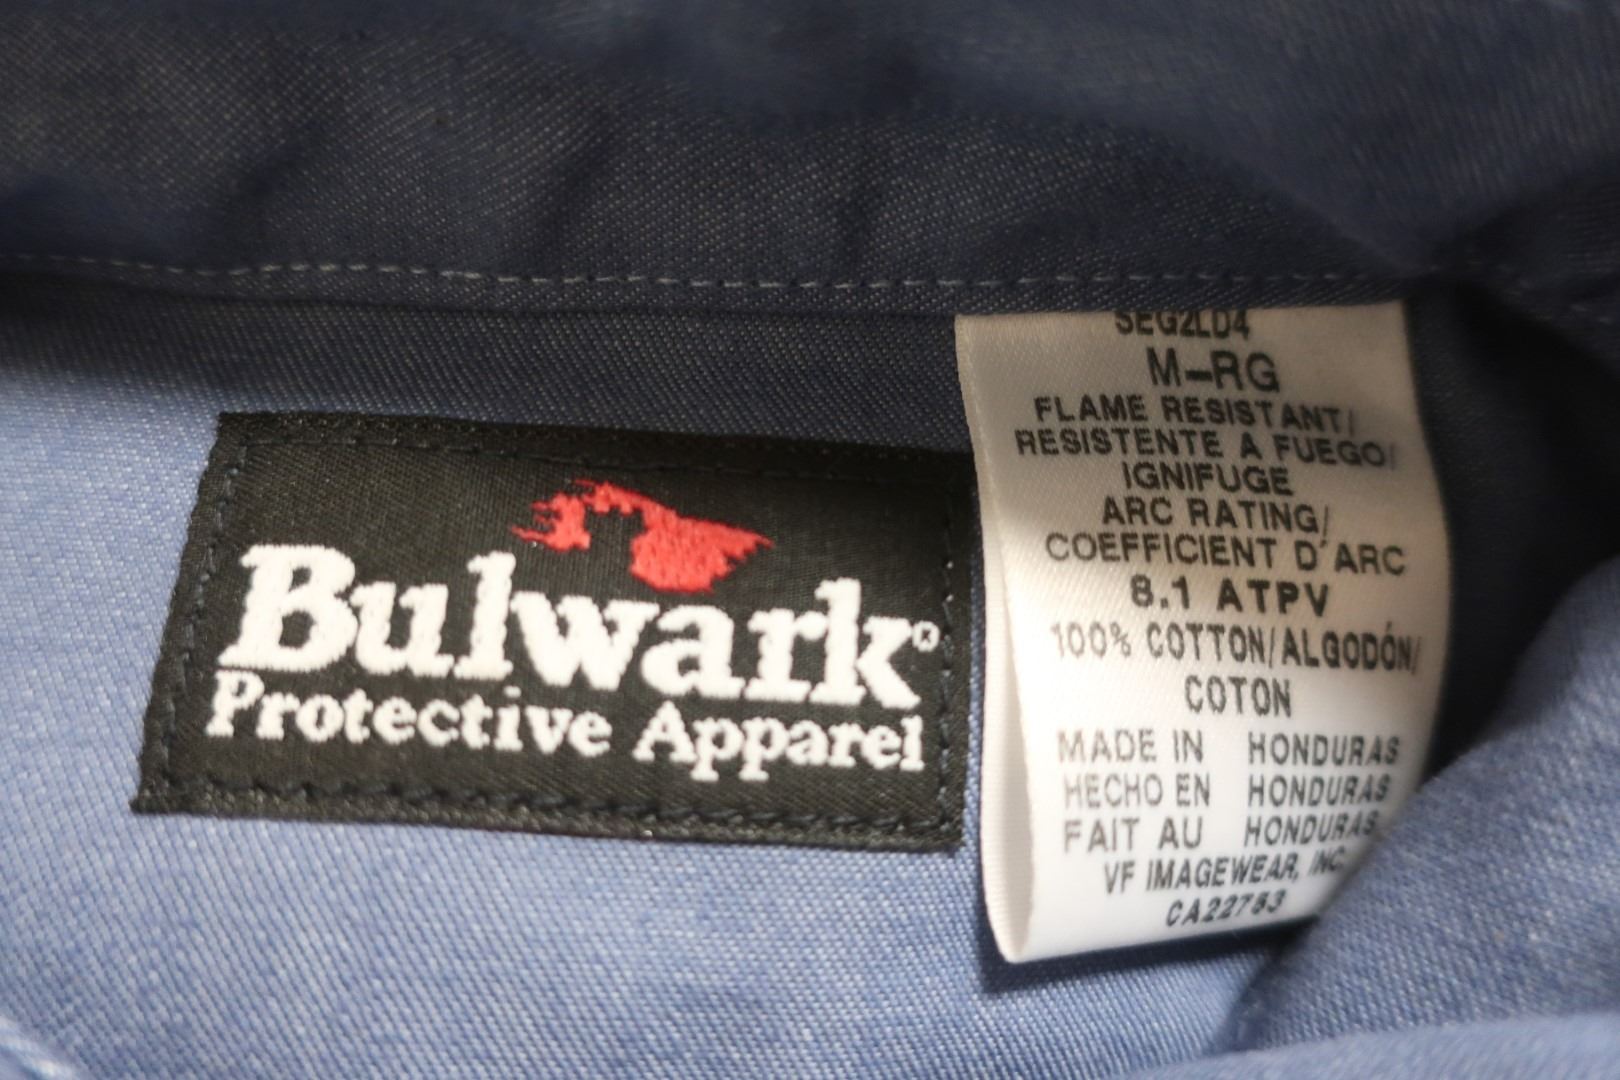 Bulwark®
Protective Apparel
SEG2LD4
M-RG
FLAME RESISTANT/
RESISTENTE A FUEGO/
IGNIFUGE
ARC RATING/
COEFFICIENT D'ARC
8.1 ATPV
100% COTTON/ALGODÓN/
COTON
MADE IN HONDURAS
HECHO EN HONDURAS
FAIT AU HONDURAS
VF IMAGEWEAR, INC.
CA22753